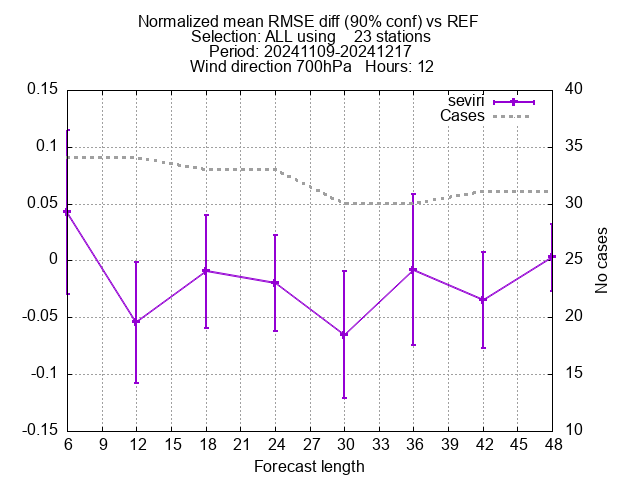 Normalized mean RMSE diff (90% conf) vs REF
Selection: ALL using    23 stations
Period: 20241109-20241217
Wind direction 700hPa   Hours: 12
seviri
Cases
0.15
0.1
0.05
0
-0.05
-0.1
-0.15
40
35
30
25
20
15
10
No cases
6 9 12 15 18 21 24 27 30 33 36 39 42 45 48
Forecast length